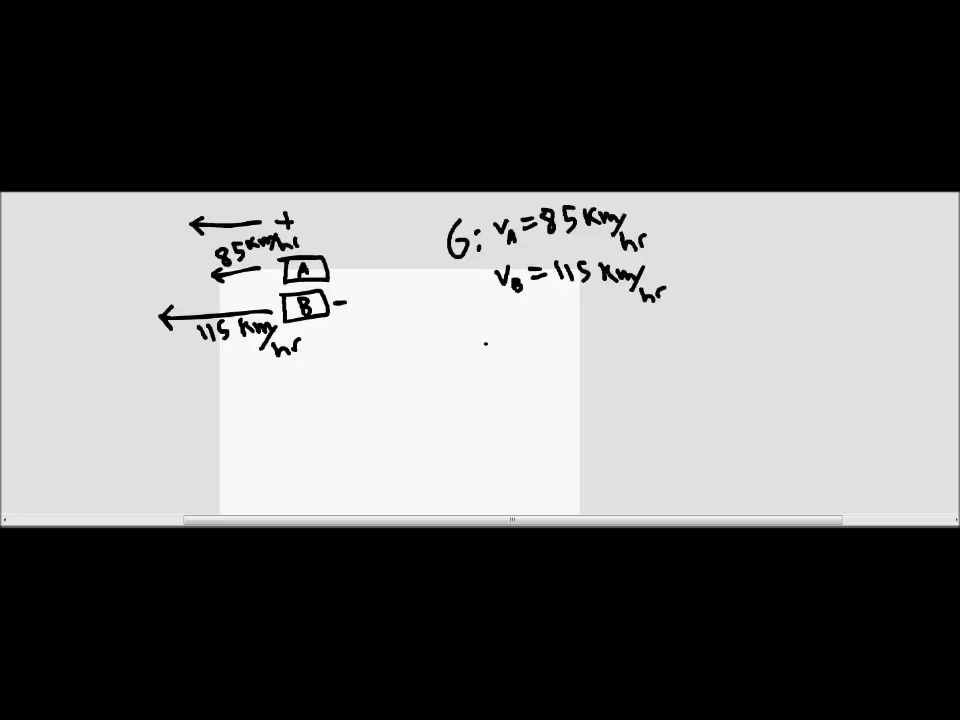 +
85 km/hr
A
B -
115 km/hr
G: vA = 85 km/hr
vB = 115 km/hr